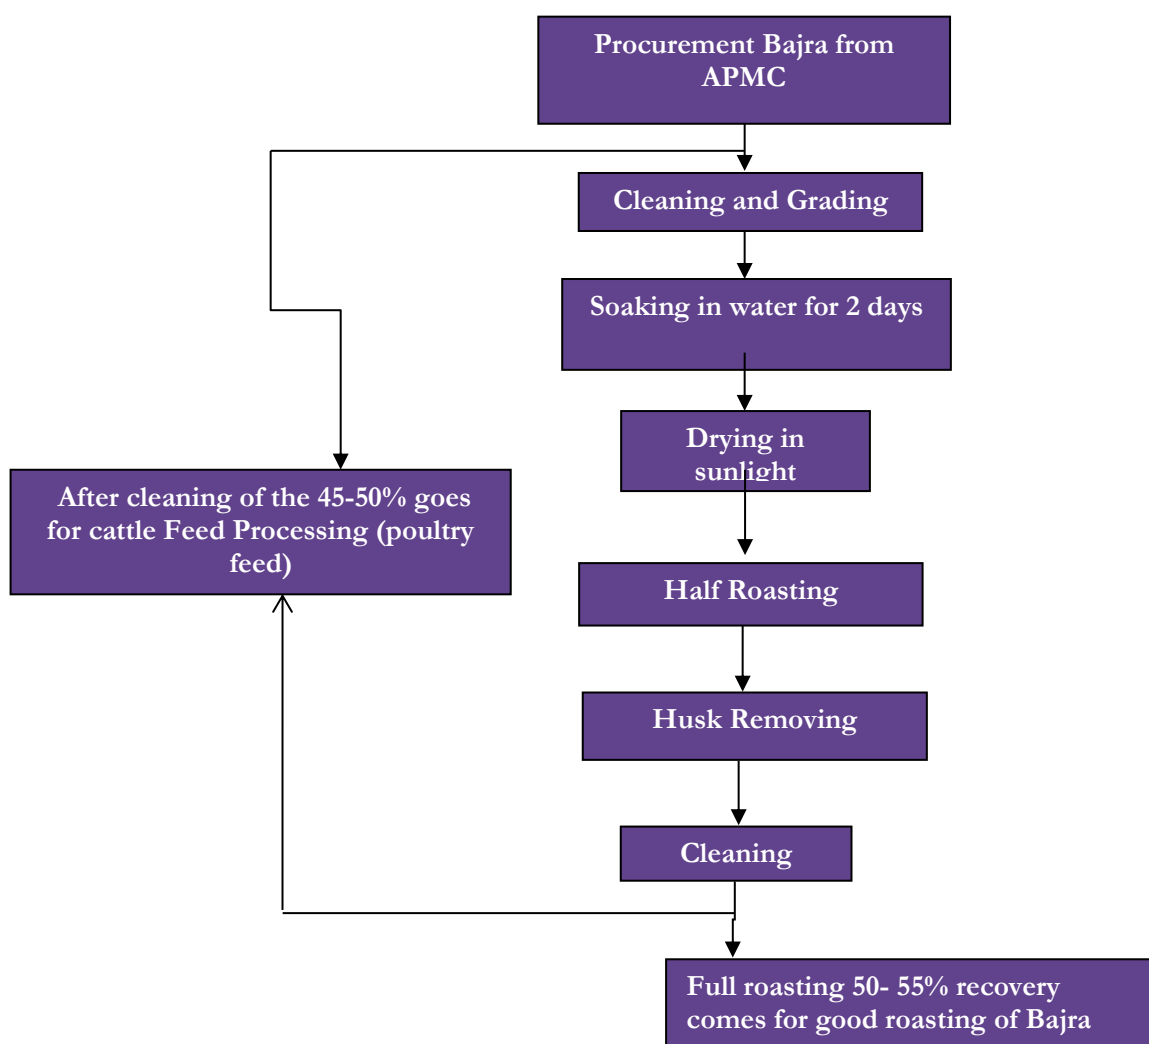 Procurement Bajra from
APMC
Cleaning and Grading
Soaking in water for 2 days
Drying in
sunlight
After cleaning of the 45-50% goes
for cattle Feed Processing (poultry
feed)
Half Roasting
Husk Removing
Cleaning
Full roasting 50- 55% recovery
comes for good roasting of Bajra